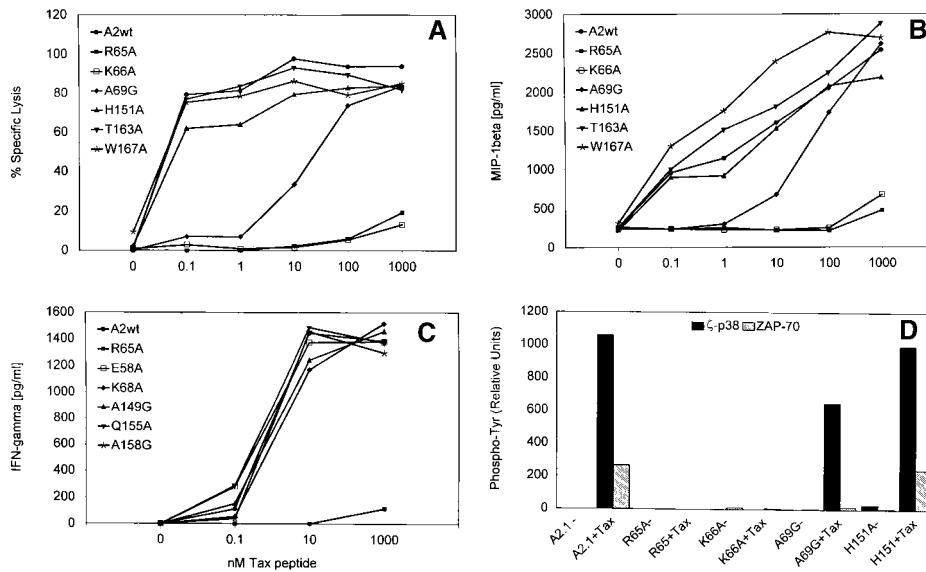 A
% Specific Lysis
120
100
80
60
40
20
0
A2wt
R65A
K66A
A69G
H151A
T163A
W167A
0 0.1 1 10 100 1000
B
MIP-1beta [pg/ml]
3000
2500
2000
1500
1000
500
0
A2wt
R65A
K66A
A69G
H151A
T163A
W167A
0 0.1 1 10 100 1000
C
IFN-gamma [pg/ml]
1600
1400
1200
1000
800
600
400
200
0
A2wt
R65A
E58A
K68A
A149G
Q155A
A158G
0 0.1 10 1000
nM Tax peptide
D
Phospho-Tyr (Relative Units)
1200
1000
800
600
400
200
0
ζ-p38 ZAP-70
A2.1 -
A2.1+Tax
R65A-
R65+Tax
K66A-
K66A+Tax
A69G-
A69G+Tax
H151A-
H151+Tax